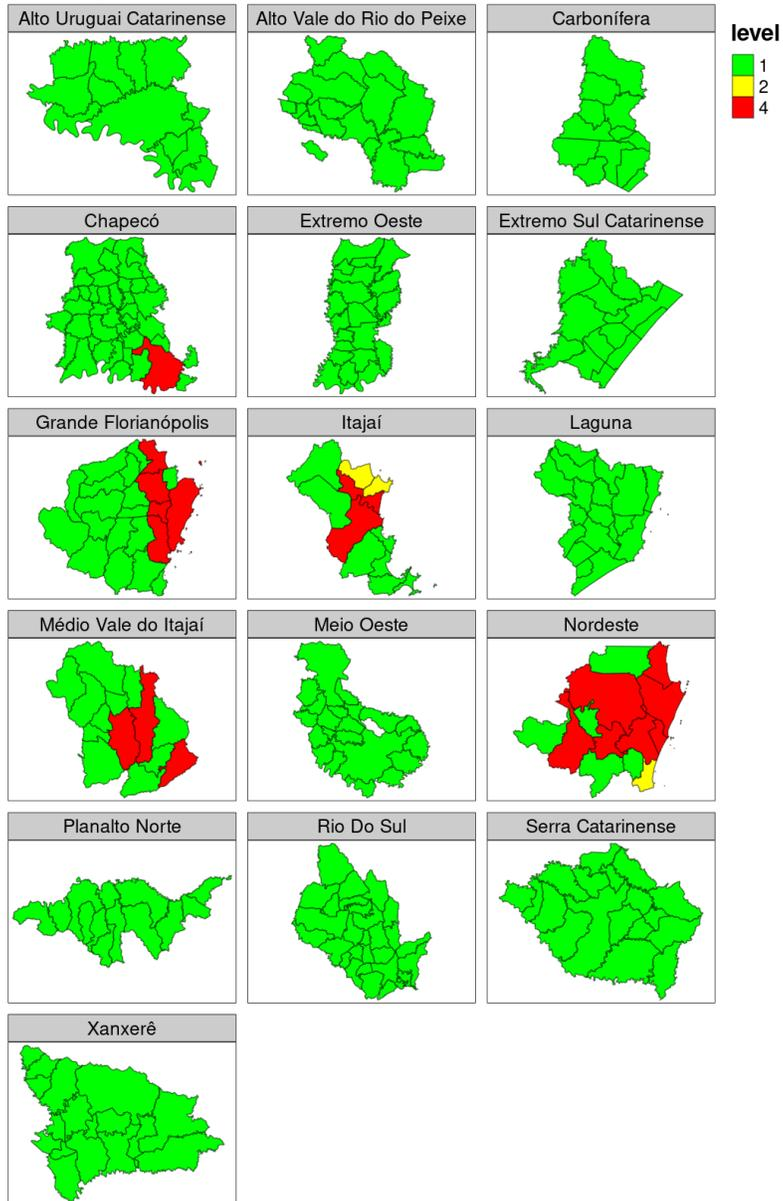 Alto Uruguai Catarinense
Alto Vale do Rio do Peixe
Carbonífera
level
1
2
4
Chapecó
Extremo Oeste
Extremo Sul Catarinense
Grande Florianópolis
Itajaí
Laguna
Médio Vale do Itajaí
Meio Oeste
Nordeste
Planalto Norte
Rio Do Sul
Serra Catarinense
Xanxerê